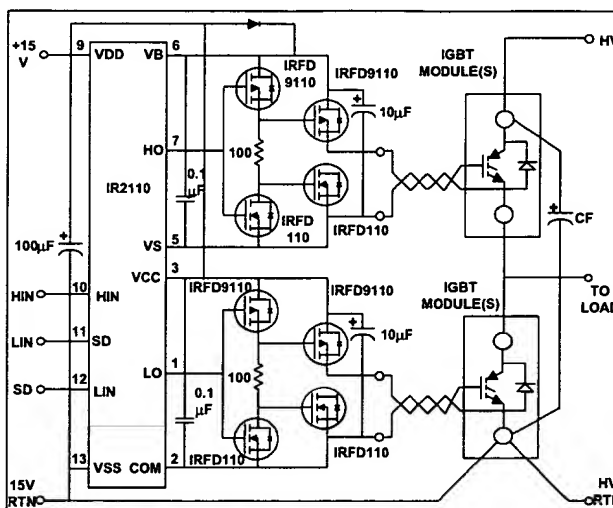 +15
V
9
VDD
VB
6
IRFD
9110
IRFD9110
10µF
IGBT
MODULE(S)
HV
HO
7
100
0.1
µF
IR2110
IRFD
110
IRFD110
VS
5
100µF
CF
VCC
3
IRFD9110
IRFD9110
IGBT
MODULE(S)
TO
LOAD
HIN
10
HIN
LIN
11
SD
SD
12
LIN
LO
1
100
10µF
0.1
µF
15V
RTN
13
VSS
COM
2
IRFD110
IRFD110
HV